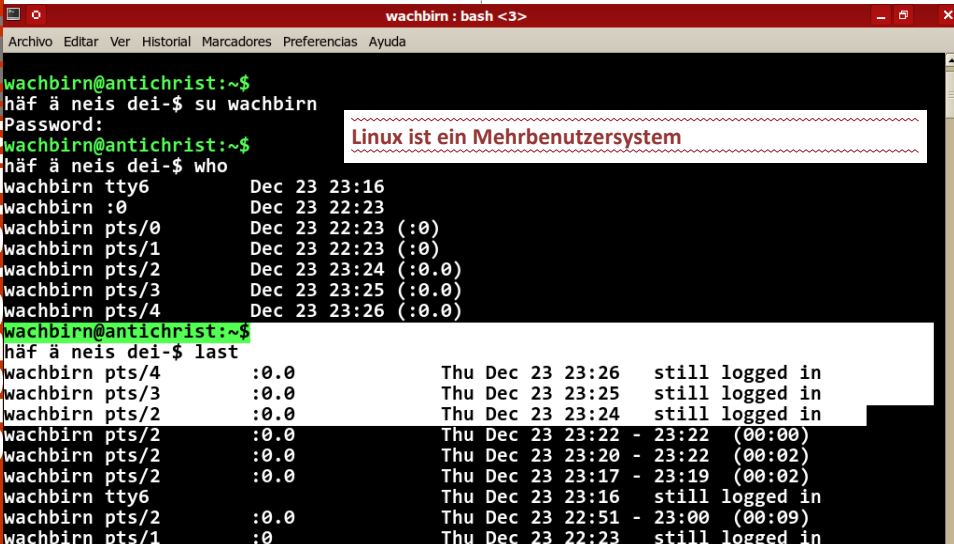 wachbirn : bash <3>
Archivo Editar Ver Historial Marcadores Preferencias Ayuda
wachbirn@antichrist:~$
häf ä neis dei-$ su wachbirn
Password:
Linux ist ein Mehrbenutzersystem
wachbirn@antichrist:~$
häf ä neis dei-$ who
wachbirn tty6 Dec 23 23:16
wachbirn :0 Dec 23 22:23
wachbirn pts/0 Dec 23 22:23 (:0)
wachbirn pts/1 Dec 23 22:23 (:0)
wachbirn pts/2 Dec 23 23:24 (:0.0)
wachbirn pts/3 Dec 23 23:25 (:0.0)
wachbirn pts/4 Dec 23 23:26 (:0.0)
wachbirn@antichrist:~$
häf ä neis dei-$ last
wachbirn pts/4 :0.0 Thu Dec 23 23:26 still logged in
wachbirn pts/3 :0.0 Thu Dec 23 23:25 still logged in
wachbirn pts/2 :0.0 Thu Dec 23 23:24 still logged in
wachbirn pts/2 :0.0 Thu Dec 23 23:22 - 23:22 (00:00)
wachbirn pts/2 :0.0 Thu Dec 23 23:20 - 23:22 (00:02)
wachbirn pts/2 :0.0 Thu Dec 23 23:17 - 23:19 (00:02)
wachbirn tty6 Thu Dec 23 23:16 still logged in
wachbirn pts/2 :0.0 Thu Dec 23 22:51 - 23:00 (00:09)
wachbirn pts/1 :0 Thu Dec 23 22:23 still logged in